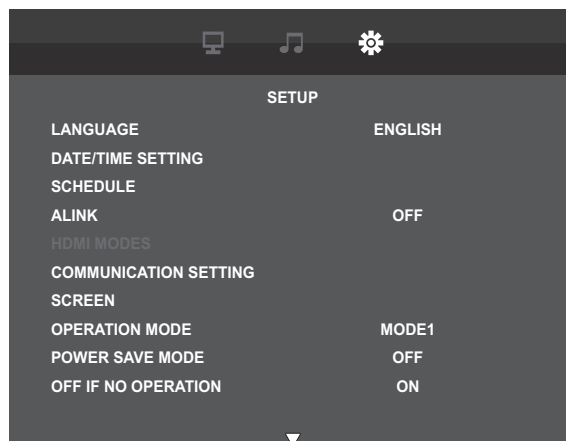 SETUP
LANGUAGE ENGLISH
DATE/TIME SETTING
SCHEDULE
ALINK OFF
HDMI MODES
COMMUNICATION SETTING
SCREEN
OPERATION MODE MODE1
POWER SAVE MODE OFF
OFF IF NO OPERATION ON